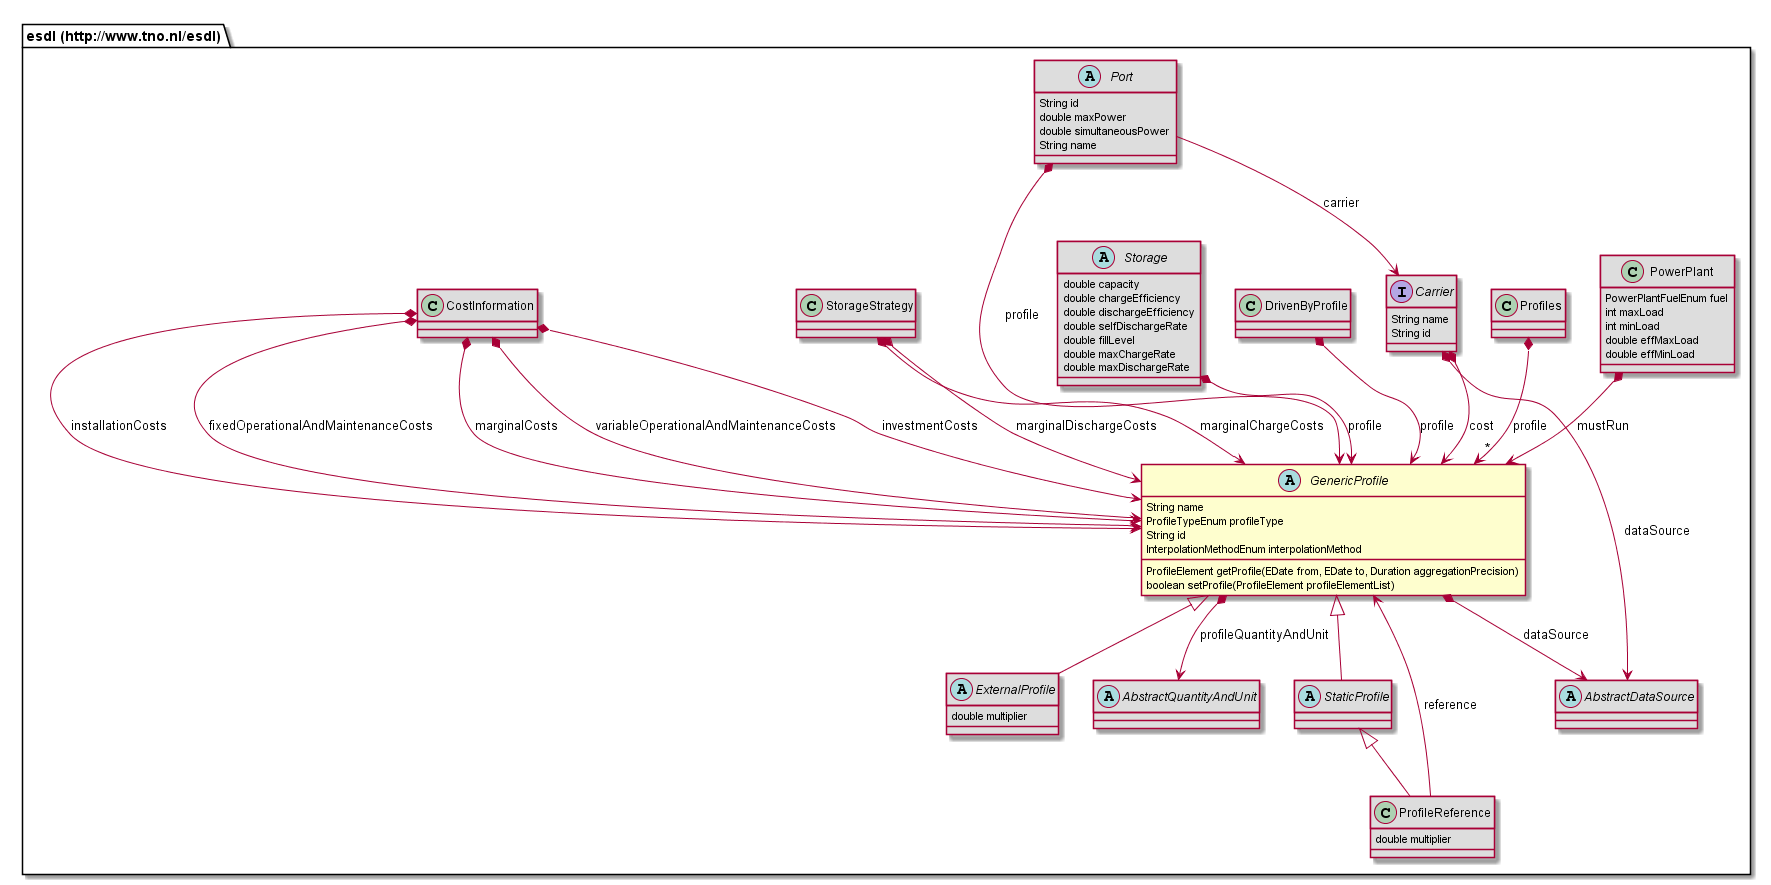 esdl (http://www.tno.nl/esdl)
A Port
String id
double maxPower
double simultaneousPower
String name
carrier
A Storage
double capacity
double chargeEfficiency
double dischargeEfficiency
double selfDischargeRate
double fillLevel
double maxChargeRate
double maxDischargeRate
C PowerPlant
PowerPlantFuelEnum fuel
int maxLoad
int minLoad
double effMaxLoad
double effMinLoad
C CostInformation
C StorageStrategy
C DrivenByProfile
I Carrier
String name
String id
C Profiles
profile
installationCosts
fixedOperationalAndMaintenanceCosts
marginalCosts
variableOperationalAndMaintenanceCosts
investmentCosts
marginalDischargeCosts
marginalChargeCosts
profile
profile
cost
profile
*
mustRun
A GenericProfile
String name
ProfileTypeEnum profileType
String id
InterpolationMethodEnum interpolationMethod
ProfileElement getProfile(EDate from, EDate to, Duration aggregationPrecision)
boolean setProfile(ProfileElement profileElementList)
dataSource
profileQuantityAndUnit
dataSource
reference
A ExternalProfile
double multiplier
A AbstractQuantityAndUnit
A StaticProfile
A AbstractDataSource
C ProfileReference
double multiplier